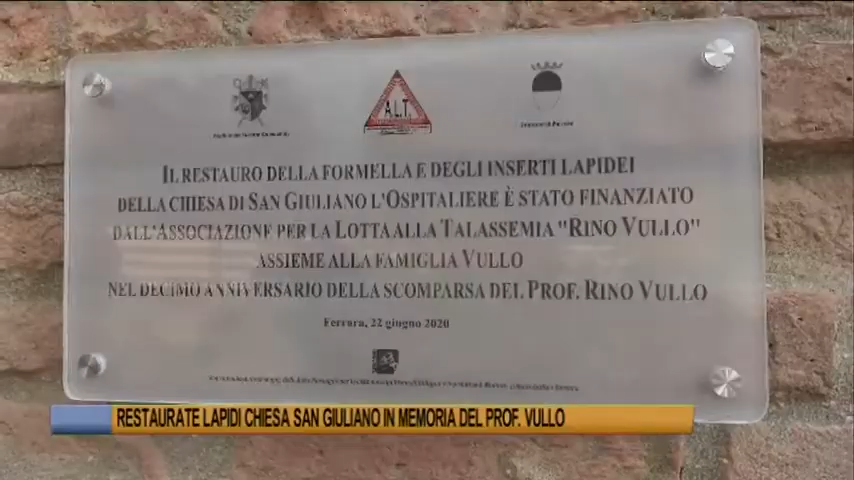 A.L.T.
IL RESTAURO DELLA FORMELLA E DEGLI INSERTI LAPIDEI
DELLA CHIESA DI SAN GIULIANO L'OSPITALIERE È STATO FINANZIATO
DALL'ASSOCIAZIONE PER LA LOTTA ALLA TALASSEMIA "RINO VULLO"
ASSIEME ALLA FAMIGLIA VULLO
NEL DECIMO ANNIVERSARIO DELLA SCOMPARSA DEL PROF. RINO VULLO
Ferrara, 22 giugno 2020
RESTAURATE LAPIDI CHIESA SAN GIULIANO IN MEMORIA DEL PROF. VULLO